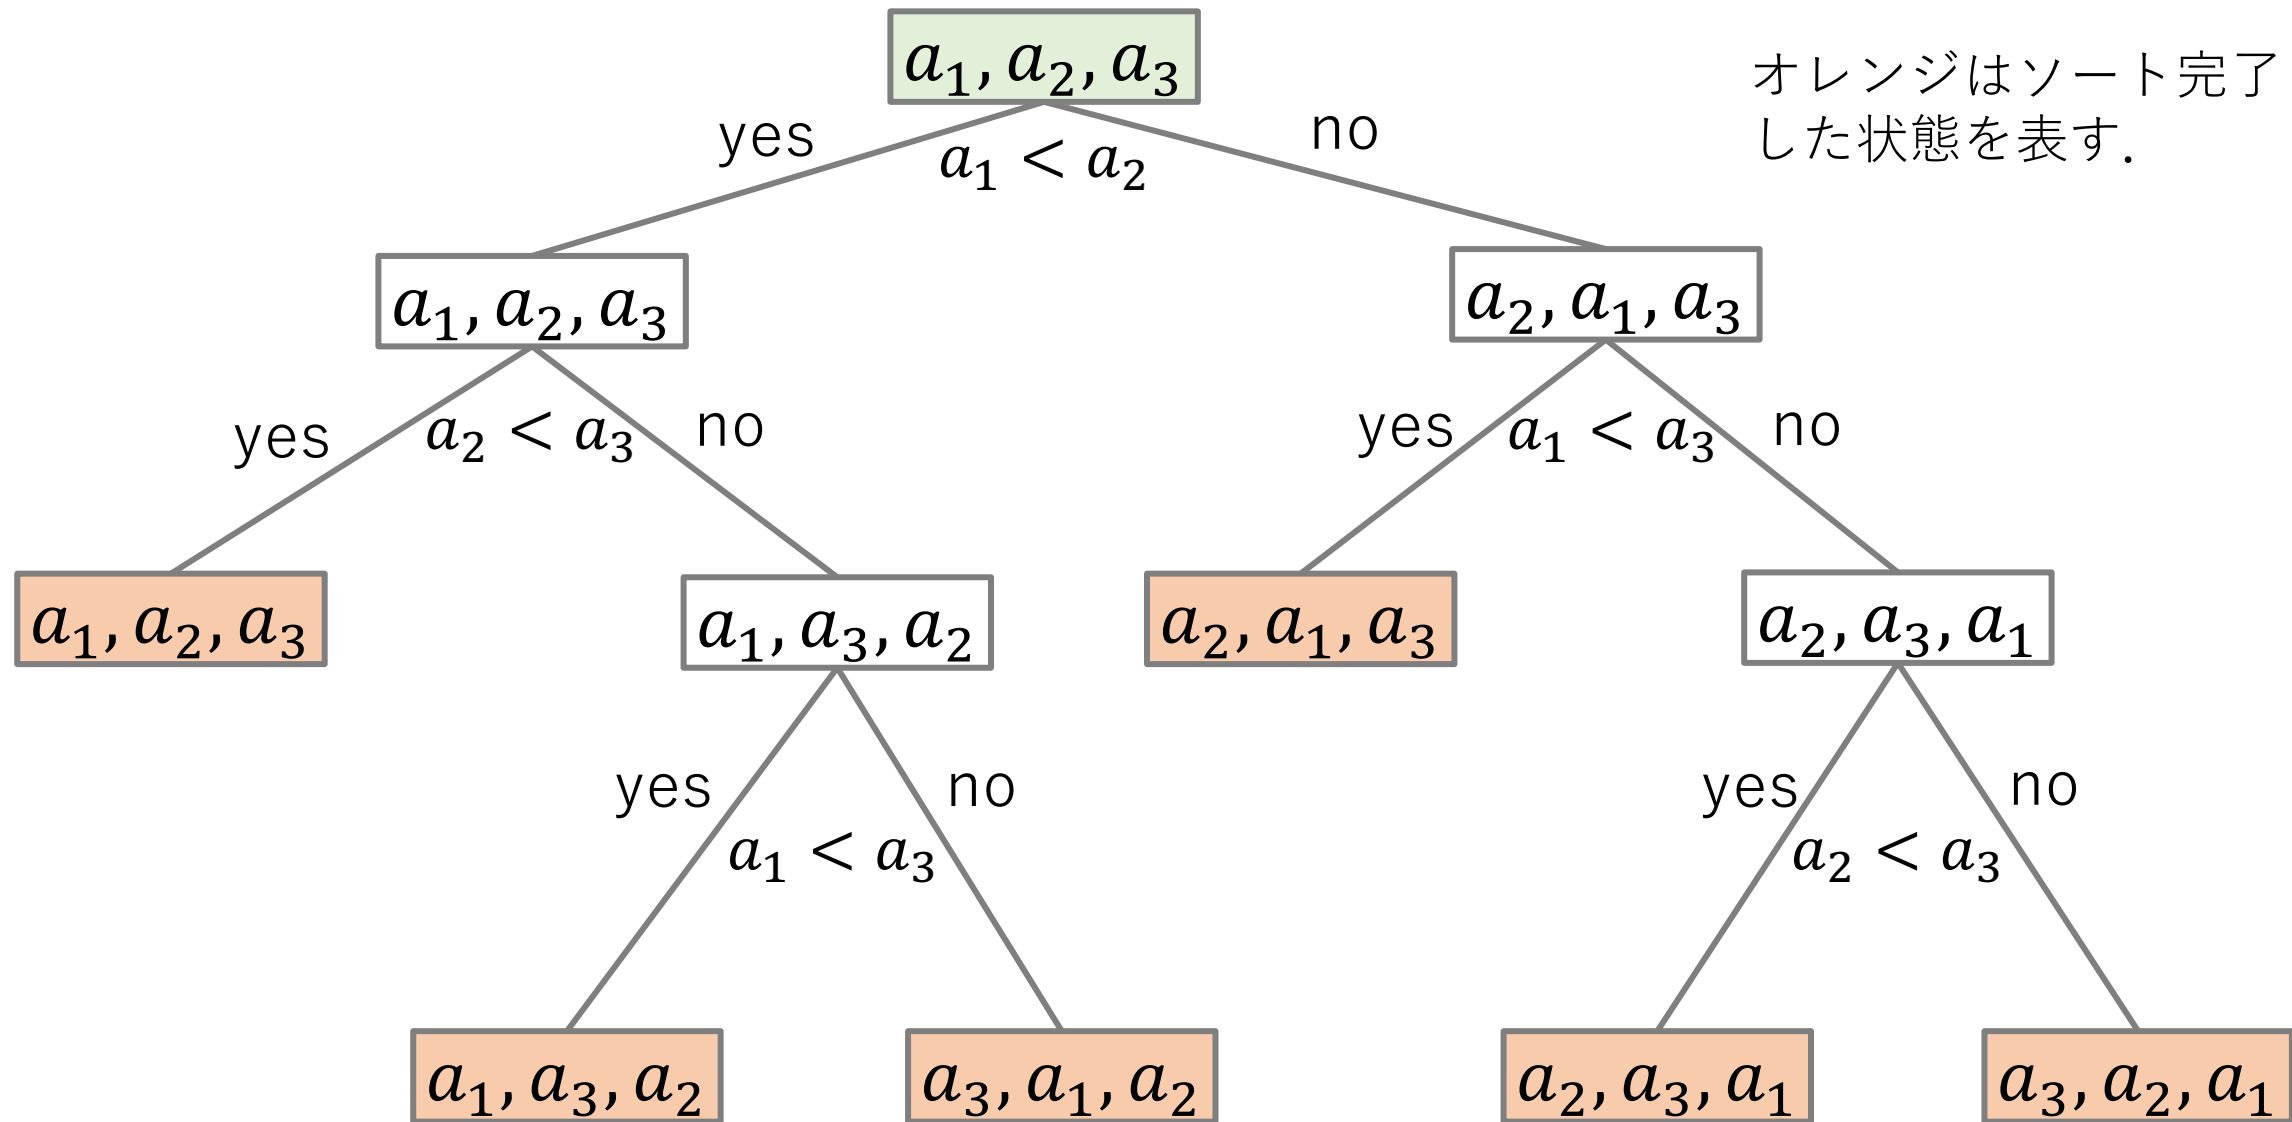 a₁, a₂, a₃
オレンジはソート完了
した状態を表す．
yes
a₁ < a₂
no
a₁, a₂, a₃
a₂, a₁, a₃
yes
a₂ < a₃
no
yes
a₁ < a₃
no
a₁, a₂, a₃
a₁, a₃, a₂
a₂, a₁, a₃
a₂, a₃, a₁
yes
a₁ < a₃
no
yes
a₂ < a₃
no
a₁, a₃, a₂
a₃, a₁, a₂
a₂, a₃, a₁
a₃, a₂, a₁